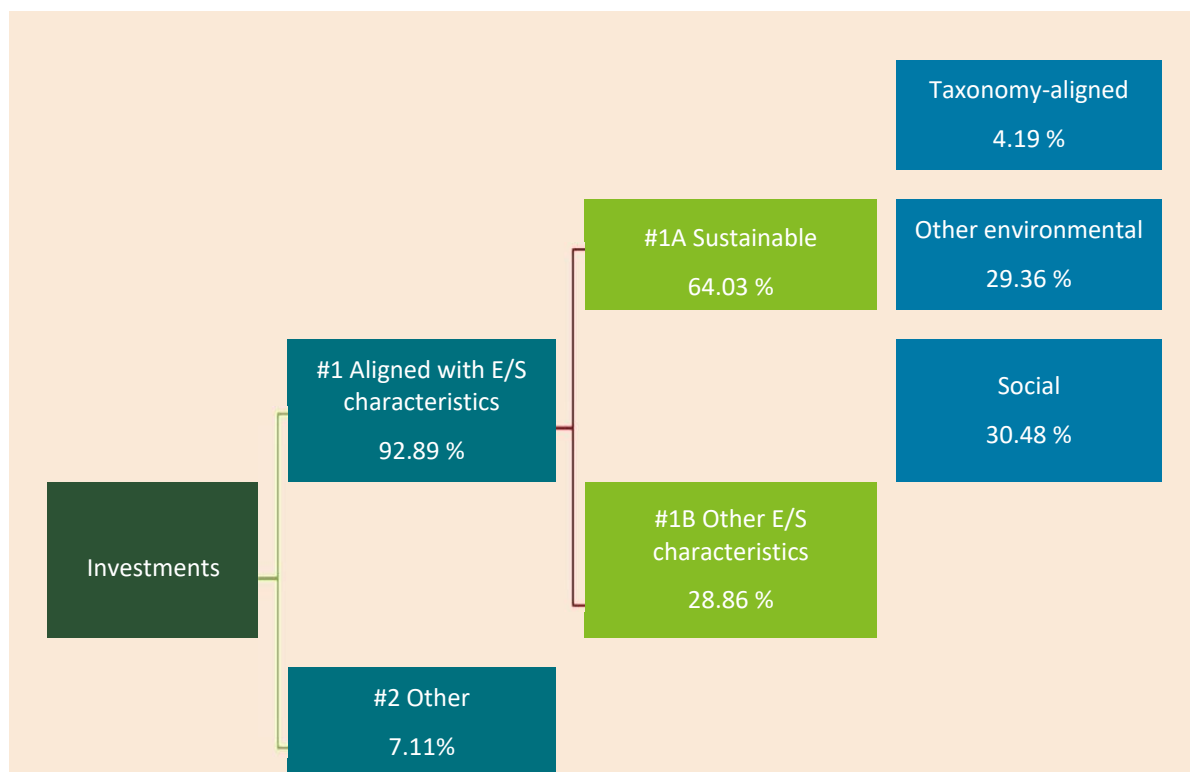 Investments
#1 Aligned with E/S
characteristics
92.89 %
#2 Other
7.11%
#1A Sustainable
64.03 %
#1B Other E/S
characteristics
28.86 %
Taxonomy-aligned
4.19 %
Other environmental
29.36 %
Social
30.48 %